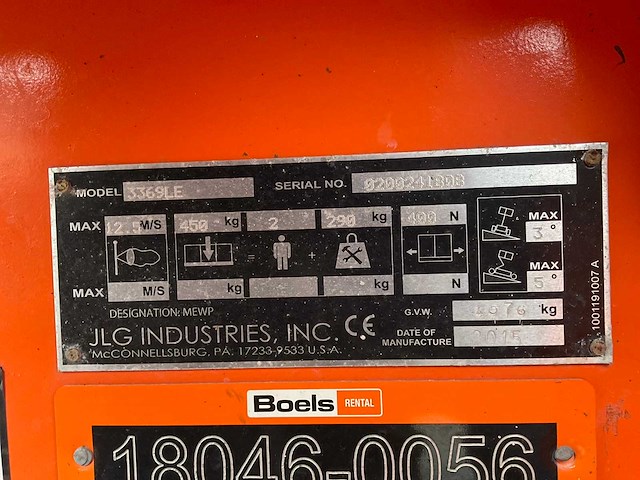 MODEL 3369LE SERIAL NO.
MAX 12.5 M/S 450 kg 2 290 kg 400 N MAX 3°
= +
MAX M/S kg kg N MAX 5°
DESIGNATION: MEWP
G.V.W. kg
JLG INDUSTRIES, INC. CE
McCONNELLSBURG, PA. 17233-9533 U.S.A.
DATE OF MANUFACTURE 2015
1001191007 A
Boels RENTAL
18046-0056